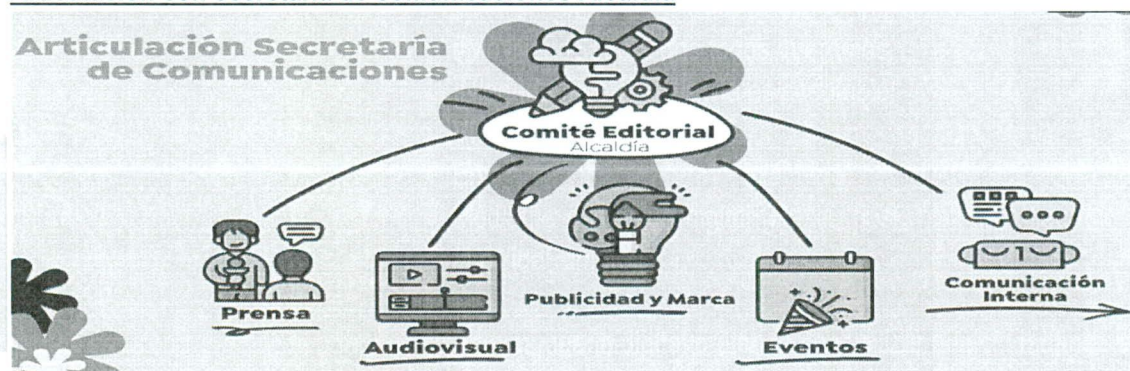 Articulación Secretaría
de Comunicaciones
Comité Editorial
Alcaldía
Prensa
Audiovisual
Publicidad y Marca
Eventos
Comunicación
Interna